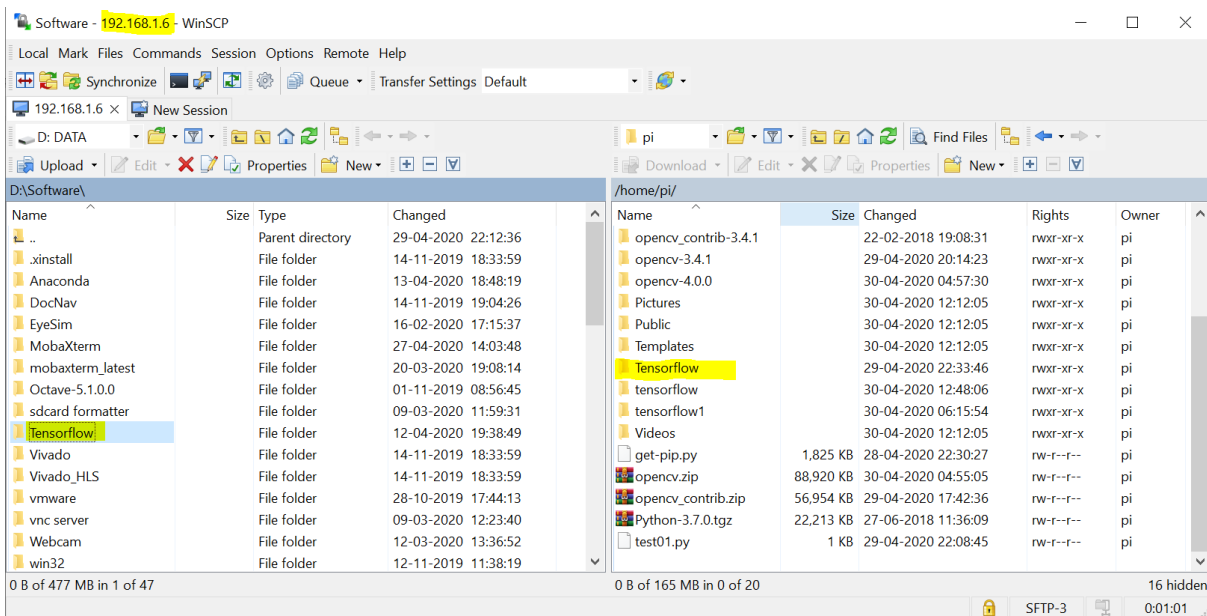 Software - 192.168.1.6 - WinSCP
Local Mark Files Commands Session Options Remote Help
Synchronize Queue Transfer Settings Default
192.168.1.6 New Session
D: DATA
Upload Edit Properties New
D:\Software\
Name Size Type Changed
.. Parent directory 29-04-2020 22:12:36
.xinstall File folder 14-11-2019 18:33:59
Anaconda File folder 13-04-2020 18:48:19
DocNav File folder 14-11-2019 19:04:26
EyeSim File folder 16-02-2020 17:15:37
MobaXterm File folder 27-04-2020 14:03:48
mobaxterm_latest File folder 20-03-2020 19:08:14
Octave-5.1.0.0 File folder 01-11-2019 08:56:45
sdcard formatter File folder 09-03-2020 11:59:31
Tensorflow File folder 12-04-2020 19:38:49
Vivado File folder 14-11-2019 18:33:59
Vivado_HLS File folder 14-11-2019 18:33:59
vmware File folder 28-10-2019 17:44:13
vnc server File folder 09-03-2020 12:23:40
Webcam File folder 12-03-2020 13:36:52
win32 File folder 12-11-2019 11:38:19
0 B of 477 MB in 1 of 47
pi Find Files
Download Edit Properties New
/home/pi/
Name Size Changed Rights Owner
opencv_contrib-3.4.1 22-02-2018 19:08:31 rwxr-xr-x pi
opencv-3.4.1 29-04-2020 20:14:23 rwxr-xr-x pi
opencv-4.0.0 30-04-2020 04:57:30 rwxr-xr-x pi
Pictures 30-04-2020 12:12:05 rwxr-xr-x pi
Public 30-04-2020 12:12:05 rwxr-xr-x pi
Templates 30-04-2020 12:12:05 rwxr-xr-x pi
Tensorflow 29-04-2020 22:33:46 rwxr-xr-x pi
tensorflow 30-04-2020 12:48:06 rwxr-xr-x pi
tensorflow1 30-04-2020 06:15:54 rwxr-xr-x pi
Videos 30-04-2020 12:12:05 rwxr-xr-x pi
get-pip.py 1,825 KB 28-04-2020 22:30:27 rw-r--r-- pi
opencv.zip 88,920 KB 30-04-2020 04:55:05 rw-r--r-- pi
opencv_contrib.zip 56,954 KB 29-04-2020 17:42:36 rw-r--r-- pi
Python-3.7.0.tgz 22,213 KB 27-06-2018 11:36:09 rw-r--r-- pi
test01.py 1 KB 29-04-2020 22:08:45 rw-r--r-- pi
0 B of 165 MB in 0 of 20 16 hidden
SFTP-3 0:01:01